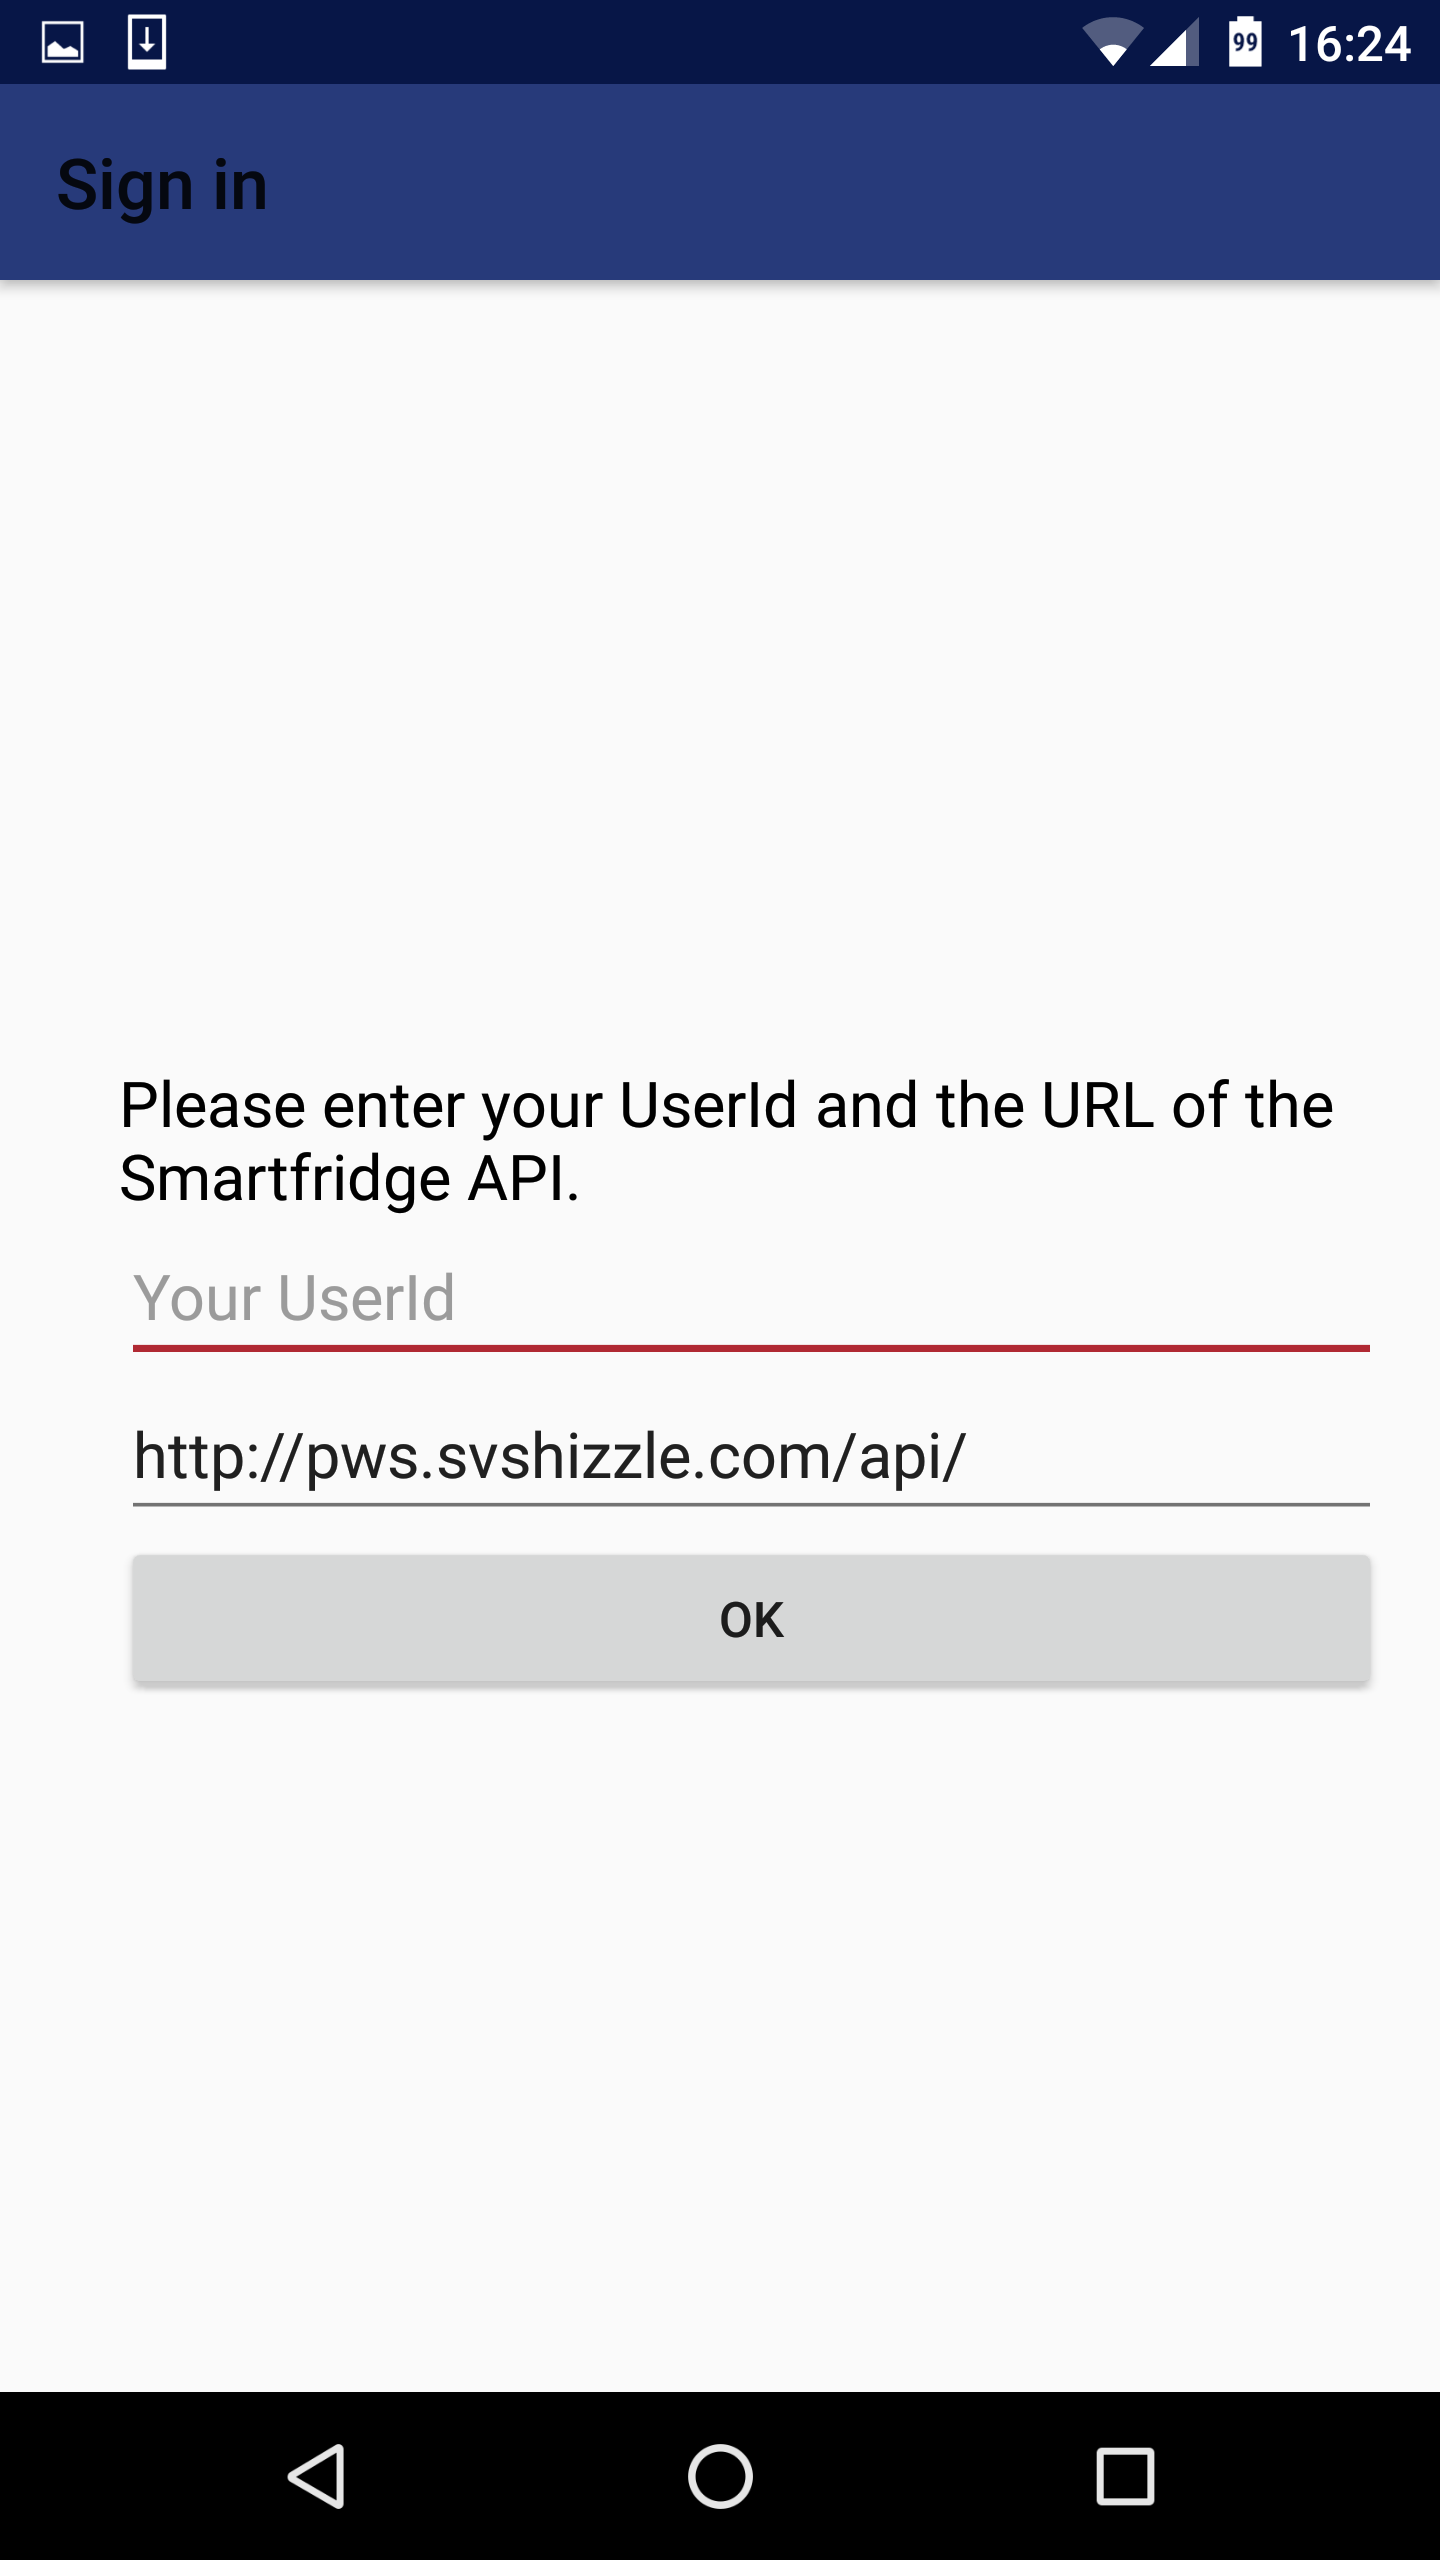 99 16:24
Sign in
Please enter your UserId and the URL of the
Smartfridge API.
Your UserId
http://pws.svshizzle.com/api/
OK